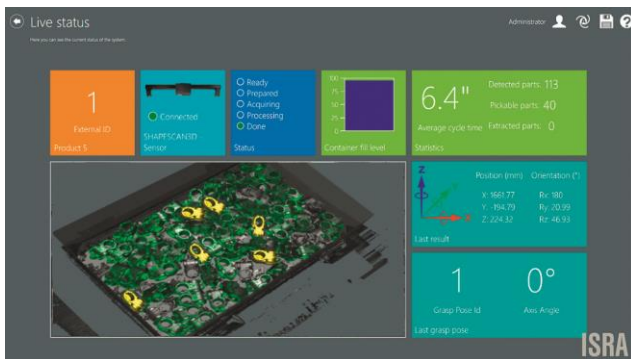 Live status
Administrator
Here you can see the current status of the system.
1
External ID
Product 5
Connected
SHAPESCAN3D
Sensor
Ready
Prepared
Acquiring
Processing
Done
Status
100
75
50
25
0
Container fill level
6.4"
Average cycle time
Detected parts: 113
Pickable parts: 40
Extracted parts: 0
Statistics
Z
Position (mm) Orientation (°)
X: 1661.77 Rx: 180
Y: -194.79 Ry: 20.99
Z: 224.32 Rz: 46.93
Last result
1
Grasp Pose Id
0°
Axis Angle
Last grasp pose
ISRA